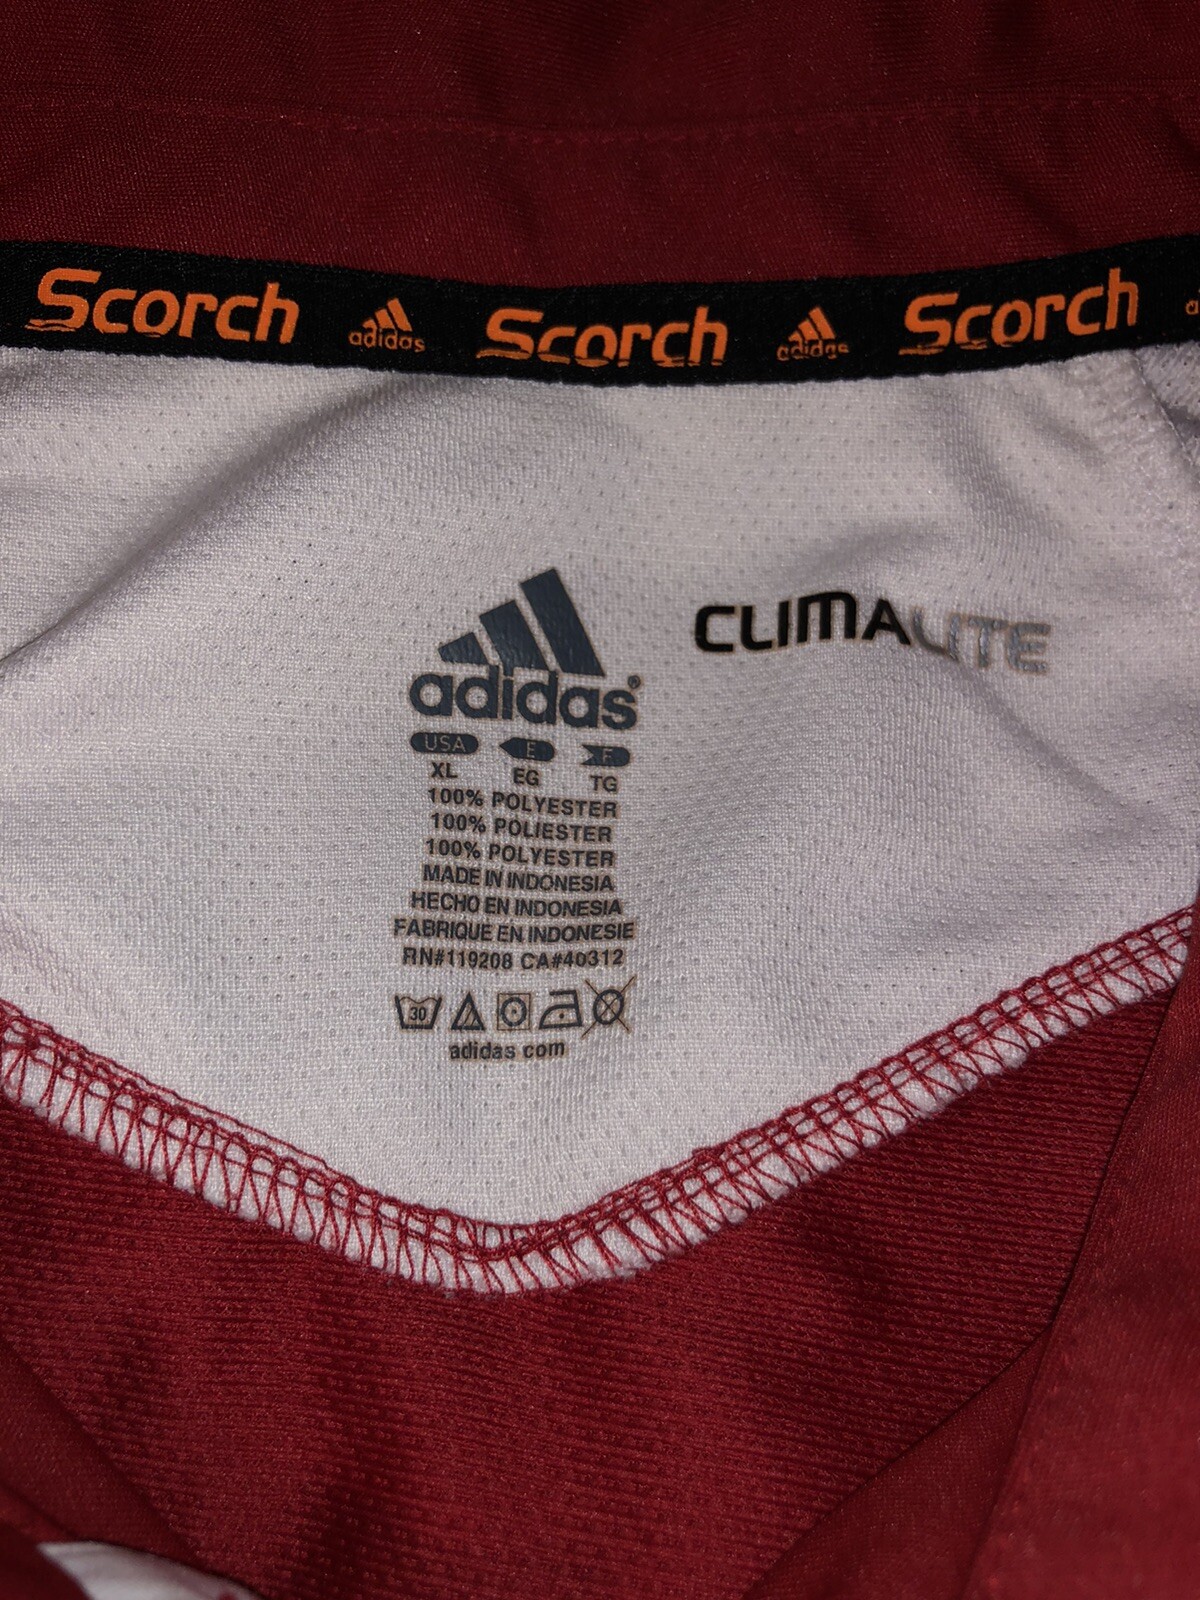 Scorch adidas Scorch adidas Scorch
CLIMALITE
adidas®
USA E F
XL EG TG
100% POLYESTER
100% POLIESTER
100% POLYESTER
MADE IN INDONESIA
HECHO EN INDONESIA
FABRIQUE EN INDONESIE
RN#119208 CA#40312
30
adidas.com